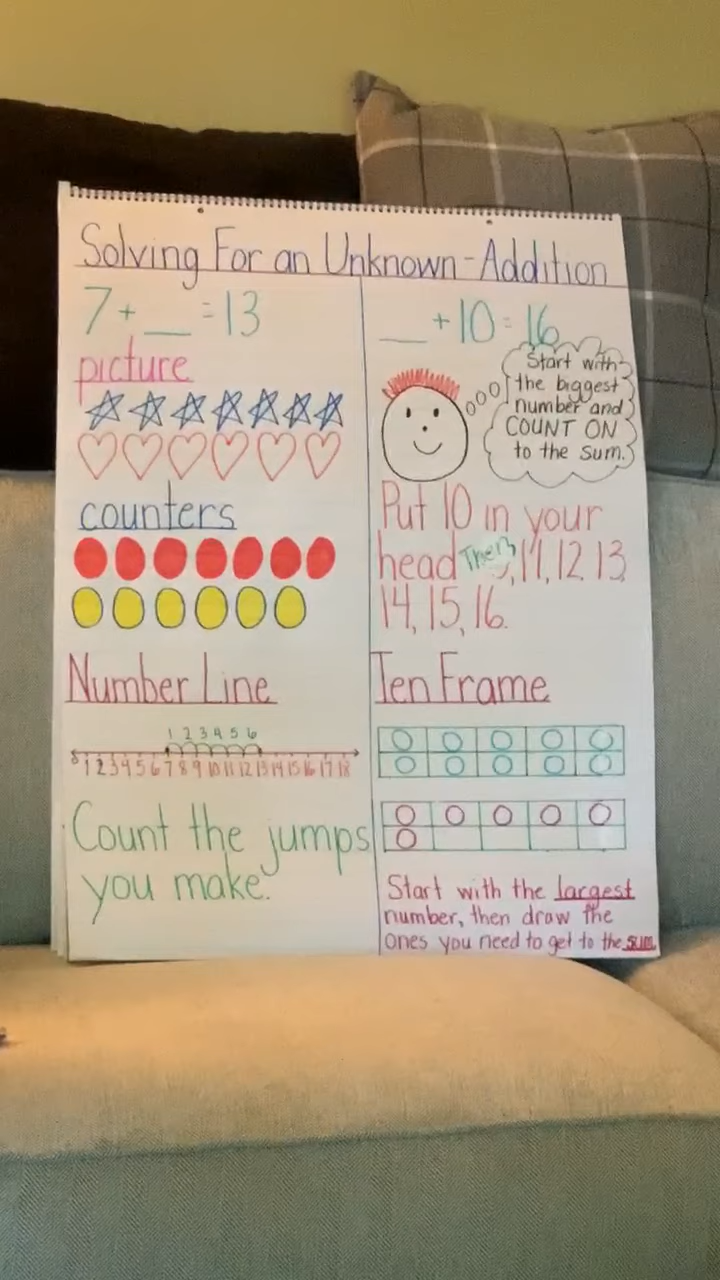 Solving For an Unknown-Addition
7 + __ = 13
picture
counters
Number Line
1 2 3 4 5 6
1 2 3 4 5 6 7 8 9 10 11 12 13 14 15 16 17 18
Count the jumps
you make.
__ + 10 = 16
Start with
the biggest
number and
COUNT ON
to the sum.
Put 10 in your
head Then, 11, 12, 13,
14, 15, 16.
Ten Frame
Start with the largest
number, then draw the
ones you need to get to the sum.